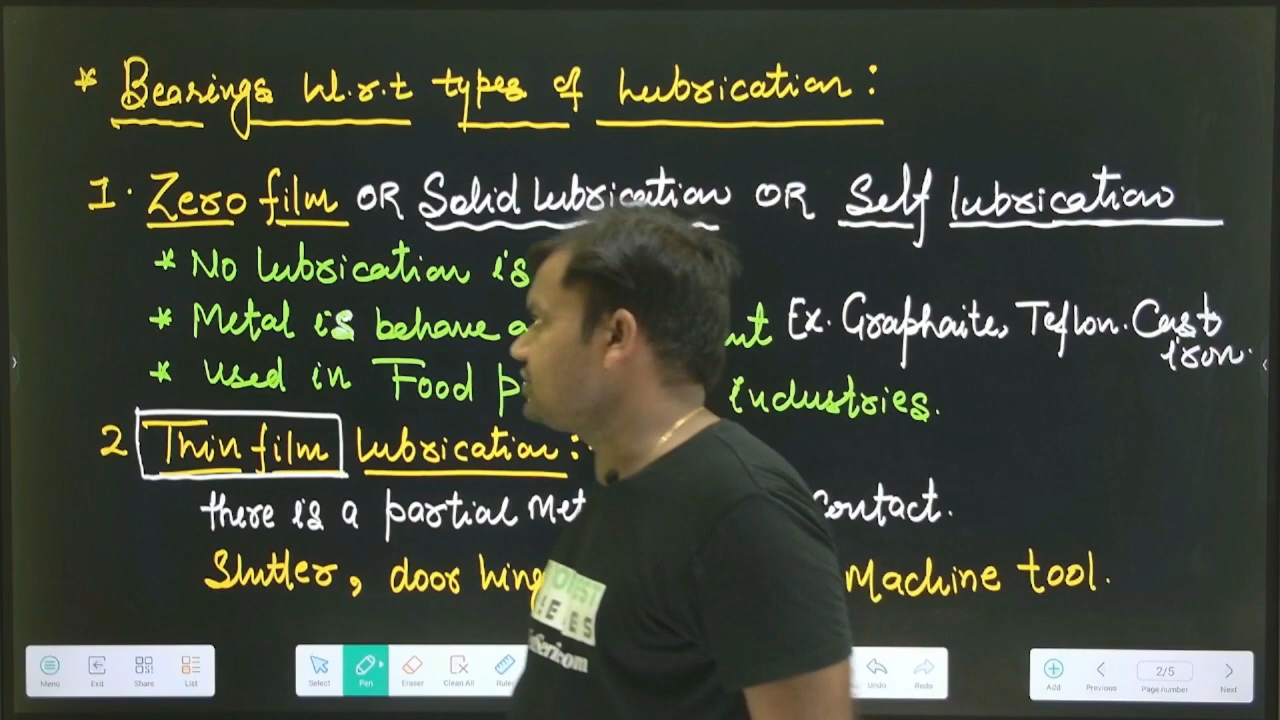 * Bearings W.r.t types of Lubrication:
1. Zero film OR Solid lubrication OR Self lubrication
* No lubrication is
* Metal is behave Ex. Graphaite, Teflon. Cast iron.
* used in Food industries.
2 Thin film lubrication:
there is a partial contact.
Shutter, door Machine tool.
Menu Exit Share List Select Pen Eraser Clean All Undo Redo Add Previous 2/5 Page number Next